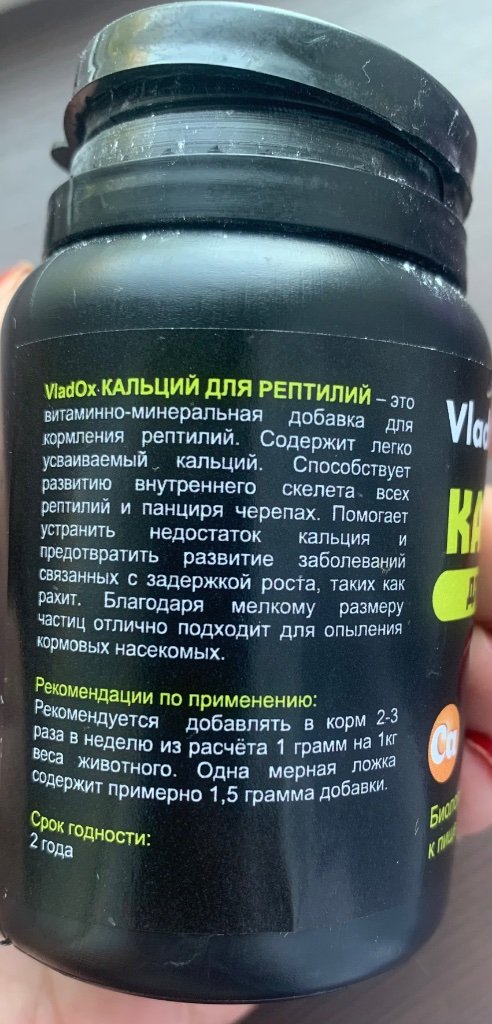 VladOx КАЛЬЦИЙ ДЛЯ РЕПТИЛИЙ – это
витаминно-минеральная добавка для
кормления рептилий. Содержит легко
усваиваемый кальций. Способствует
развитию внутреннего скелета всех
рептилий и панциря черепах. Помогает
устранить недостаток кальция и
предотвратить развитие заболеваний
связанных с задержкой роста, таких как
рахит. Благодаря мелкому размеру
частиц отлично подходит для опыления
кормовых насекомых.
Рекомендации по применению:
Рекомендуется добавлять в корм 2-3
раза в неделю из расчёта 1 грамм на 1кг
веса животного. Одна мерная ложка
содержит примерно 1,5 грамма добавки.
Срок годности:
2 года
Vlad
КА
Д
Ca
Биоло
к пище